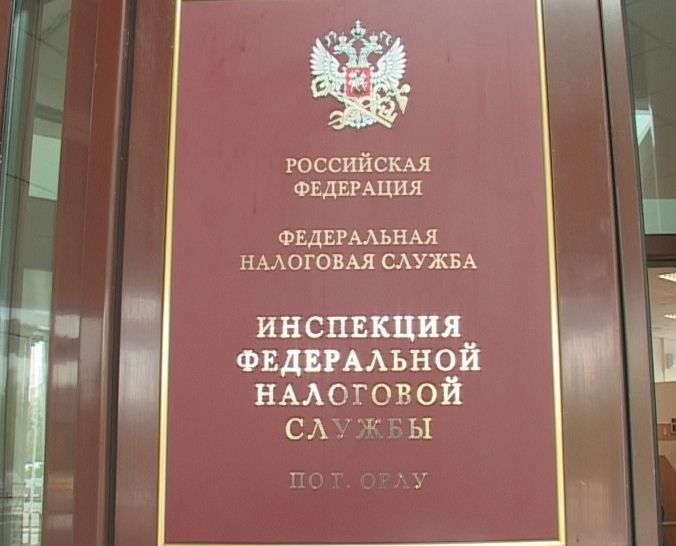 РОССИЙСКАЯ
ФЕДЕРАЦИЯ
ФЕДЕРАЛЬНАЯ
НАЛОГОВАЯ СЛУЖБА
ИНСПЕКЦИЯ
ФЕДЕРАЛЬНОЙ
НАЛОГОВОЙ
СЛУЖБЫ
ПО Г. ОРЛУ